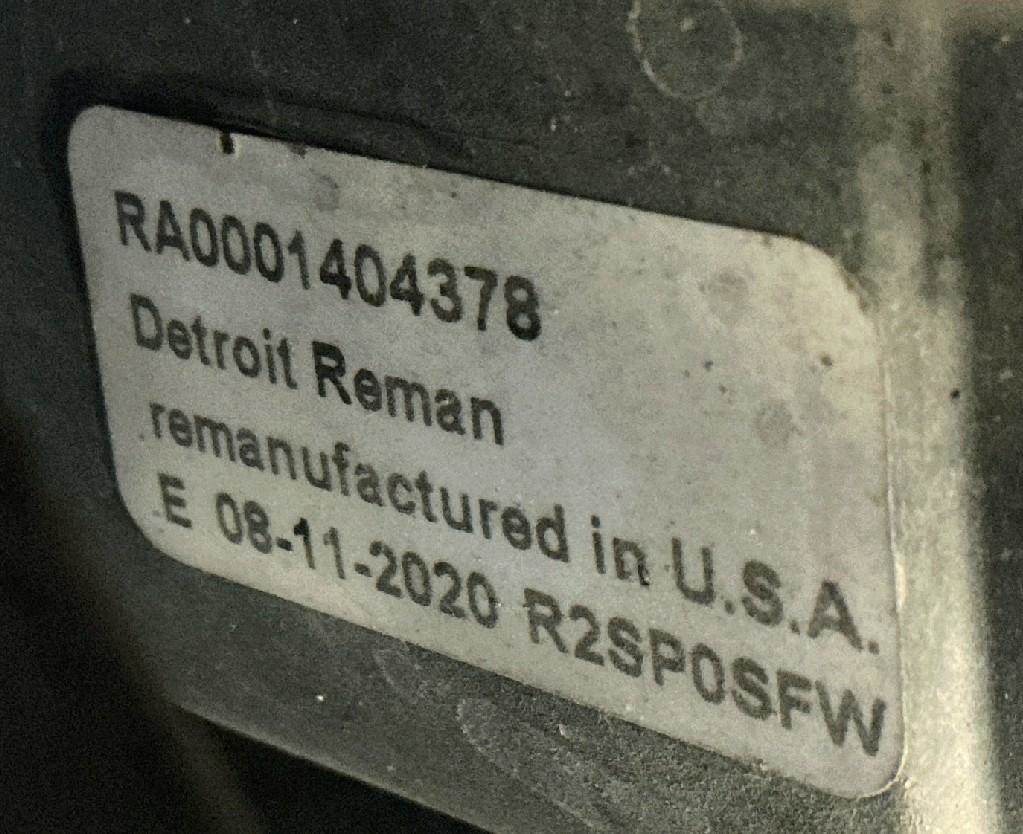 RA0001404378
Detroit Reman
remanufactured in U.S.A.
E 08-11-2020 R2SP0SFW